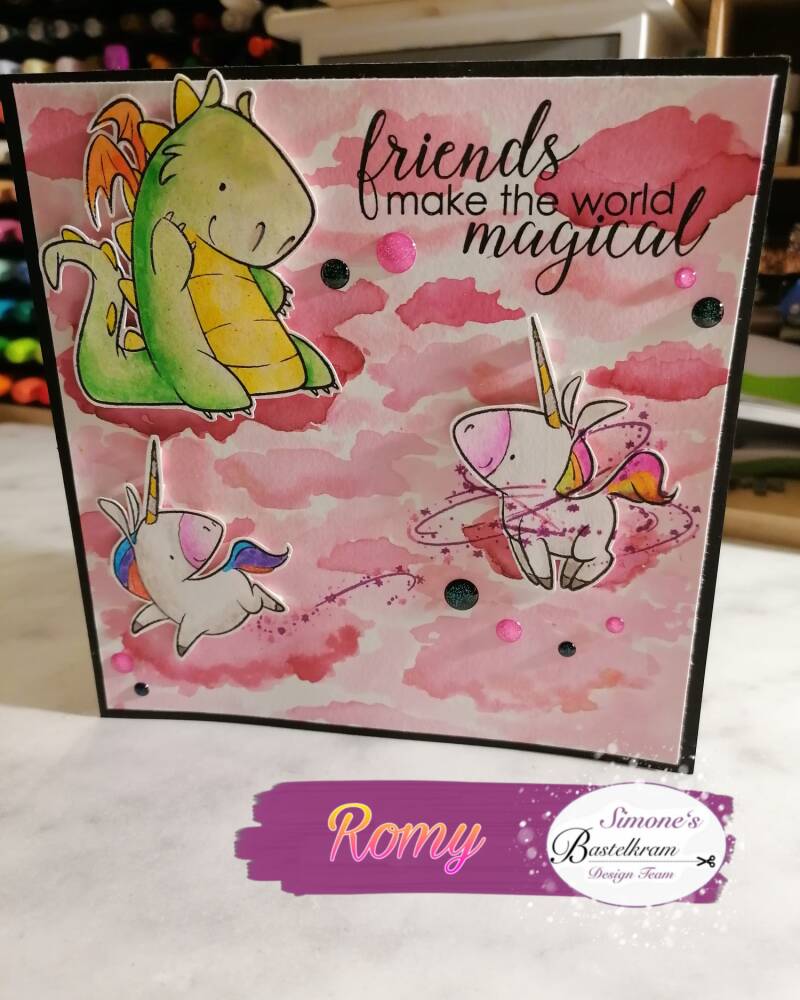 friends
make the world
magical
Romy
Simone's
Bastelkram
Design Team